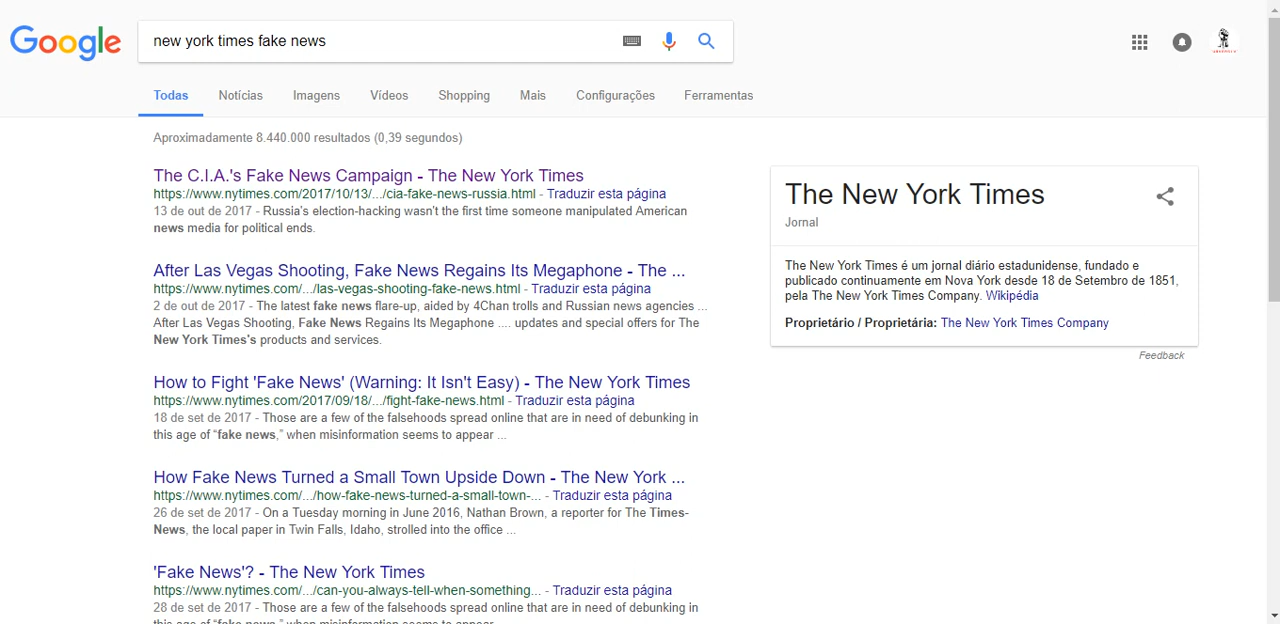 Google
new york times fake news
Todas
Notícias
Imagens
Vídeos
Shopping
Mais
Configurações
Ferramentas
Aproximadamente 8.440.000 resultados (0,39 segundos)
The C.I.A.'s Fake News Campaign - The New York Times
https://www.nytimes.com/2017/10/13/.../cia-fake-news-russia.html - Traduzir esta página
13 de out de 2017 - Russia's election-hacking wasn't the first time someone manipulated American
news media for political ends.
After Las Vegas Shooting, Fake News Regains Its Megaphone - The ...
https://www.nytimes.com/.../las-vegas-shooting-fake-news.html - Traduzir esta página
2 de out de 2017 - The latest fake news flare-up, aided by 4Chan trolls and Russian news agencies ...
After Las Vegas Shooting, Fake News Regains Its Megaphone .... updates and special offers for The
New York Times's products and services.
How to Fight 'Fake News' (Warning: It Isn't Easy) - The New York Times
https://www.nytimes.com/2017/09/18/.../fight-fake-news.html - Traduzir esta página
18 de set de 2017 - Those are a few of the falsehoods spread online that are in need of debunking in
this age of “fake news,” when misinformation seems to appear ...
How Fake News Turned a Small Town Upside Down - The New York ...
https://www.nytimes.com/.../how-fake-news-turned-a-small-town-... - Traduzir esta página
26 de set de 2017 - On a Tuesday morning in June 2016, Nathan Brown, a reporter for The Times-
News, the local paper in Twin Falls, Idaho, strolled into the office ...
'Fake News'? - The New York Times
https://www.nytimes.com/.../can-you-always-tell-when-something... - Traduzir esta página
28 de set de 2017 - Those are a few of the falsehoods spread online that are in need of debunking in
this age of “fake news,” when misinformation seems to appear
The New York Times
Jornal
The New York Times é um jornal diário estadunidense, fundado e
publicado continuamente em Nova York desde 18 de Setembro de 1851,
pela The New York Times Company. Wikipédia
Proprietário / Proprietária: The New York Times Company
Feedback